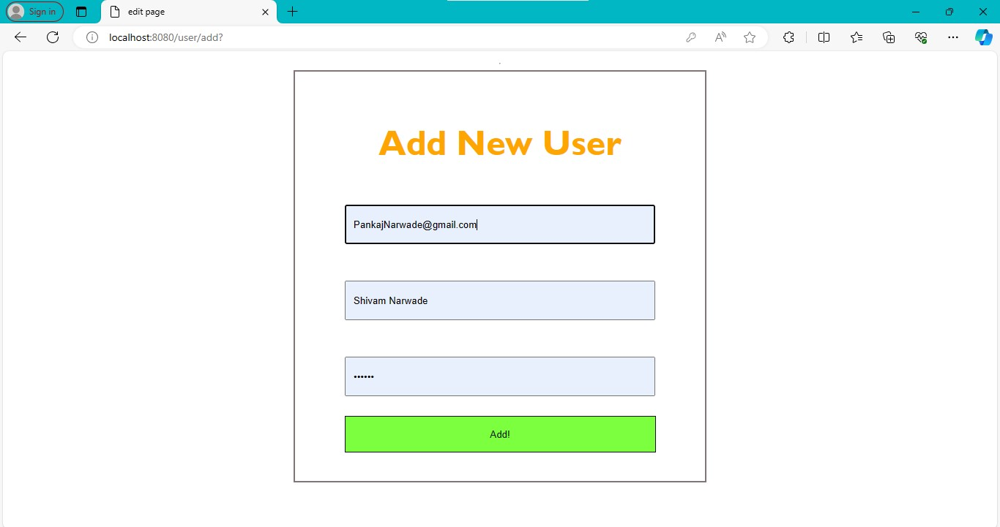 Sign in
edit page
localhost:8080/user/add?
Add New User
PankajNarwade@gmail.com
Shivam Narwade
••••••
Add!